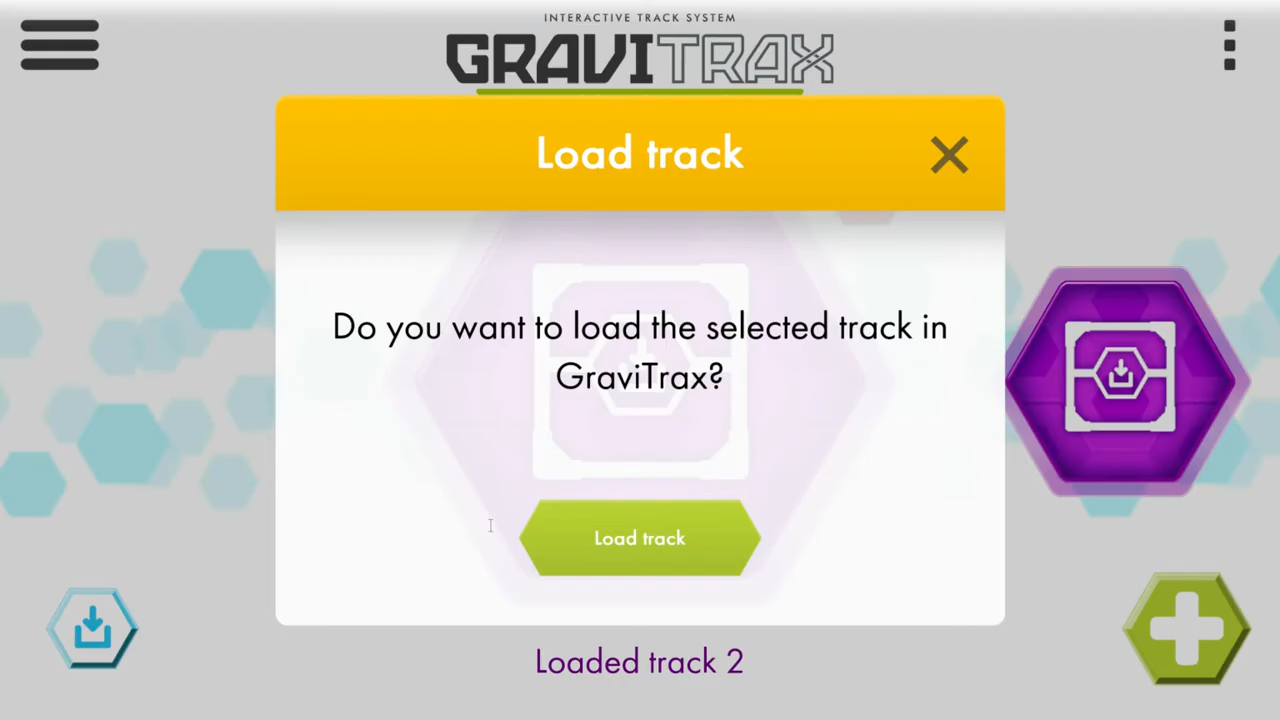 INTERACTIVE TRACK SYSTEM
GRAVITRAX
Load track
Do you want to load the selected track in
GraviTrax?
Load track
Loaded track 2